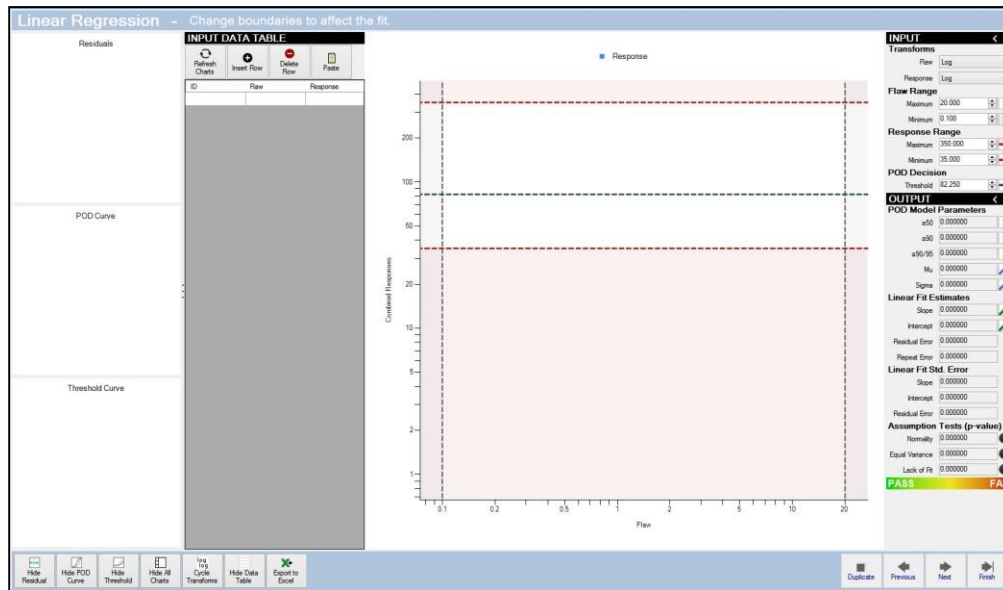 Linear Regression - Change boundaries to affect the fit.
Residuals
POD Curve
Threshold Curve
INPUT DATA TABLE
Refresh Charts
Insert Row
Delete Row
Paste
ID Flaw Response
Response
Combined Responses
200
100
50
20
10
5
2
1
0.1 0.2 0.5 1 2 5 10 20
Flaw
INPUT <
Transforms
Flaw Log
Response Log
Flaw Range
Maximum 20.000
Minimum 0.100
Response Range
Maximum 350.000
Minimum 35.000
POD Decision
Threshold 82.250
OUTPUT <
POD Model Parameters
a50 0.000000
a90 0.000000
a90/95 0.000000
Mu 0.000000
Sigma 0.000000
Linear Fit Estimates
Slope 0.000000
Intercept 0.000000
Residual Error 0.000000
Repeat Error 0.000000
Linear Fit Std. Error
Slope 0.000000
Intercept 0.000000
Residual Error 0.000000
Assumption Tests (p-value)
Normality 0.000000
Equal Variance 0.000000
Lack of Fit 0.000000
PASS FA
Hide Residual
Hide POD Curve
Hide Threshold
Hide All Charts
log
log
Cycle Transforms
Hide Data Table
Export to Excel
Duplicate
Previous
Next
Finish